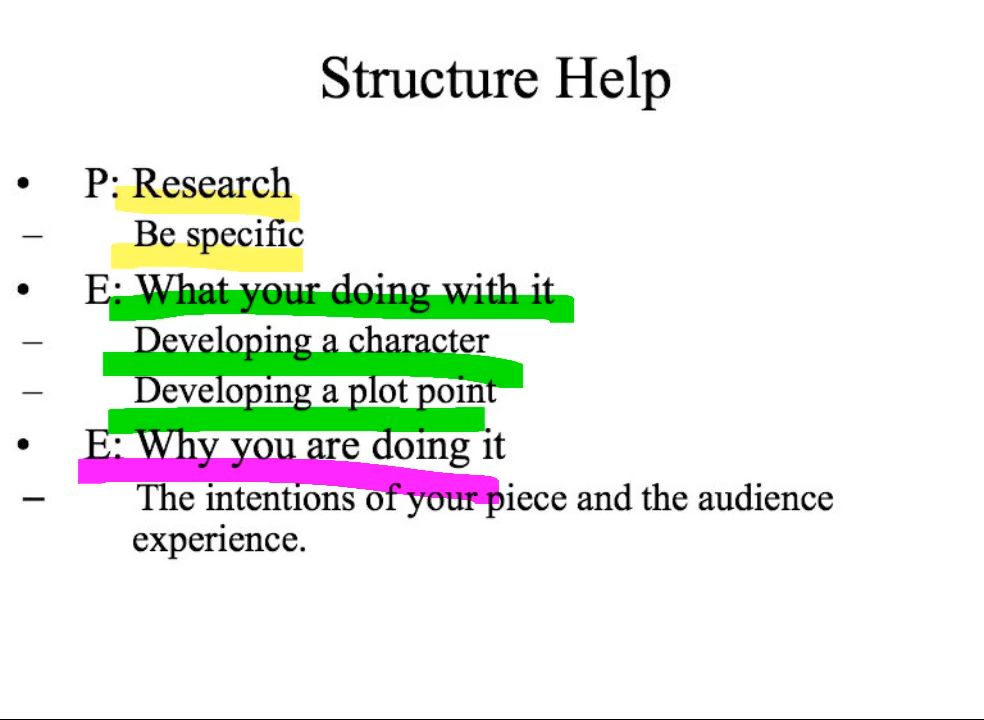 Structure Help
• P: Research
– Be specific
• E: What your doing with it
– Developing a character
– Developing a plot point
• E: Why you are doing it
– The intentions of your piece and the audience
experience.